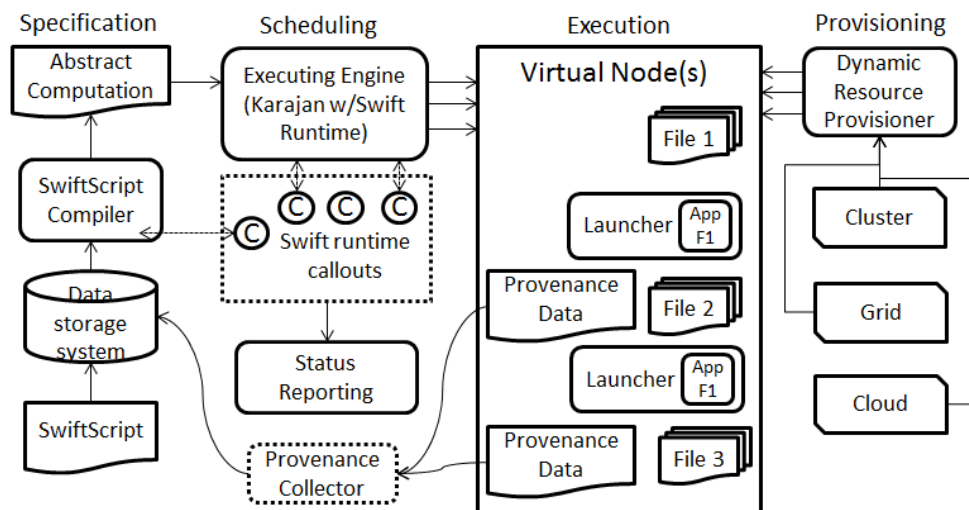 Specification
Scheduling
Execution
Provisioning
Abstract
Computation
Executing Engine
(Karajan w/Swift
Runtime)
Virtual Node(s)
Dynamic
Resource
Provisioner
File 1
SwiftScript
Compiler
C
C
C
C
Swift runtime
callouts
Launcher
App
F1
Cluster
Data
storage
system
Provenance
Data
File 2
Grid
Status
Reporting
Launcher
App
F1
Cloud
SwiftScript
Provenance
Collector
Provenance
Data
File 3